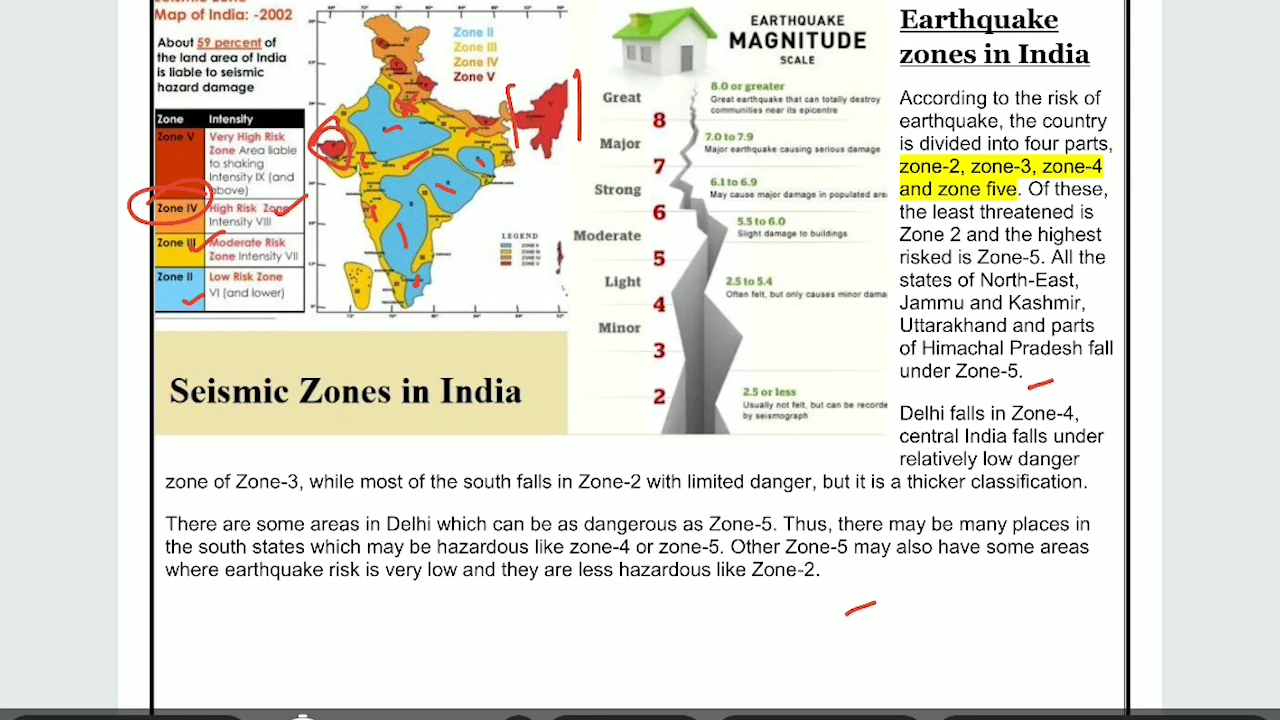 Map of India: -2002
About 59 percent of
the land area of India
is liable to seismic
hazard damage
Zone Intensity
Zone V Very High Risk
Zone Area liable
to shaking
Intensity IX (and
above)
Zone IV High Risk Zone
Intensity VIII
Zone III Moderate Risk
Zone Intensity VII
Zone II Low Risk Zone
VI (and lower)
Zone II
Zone III
Zone IV
Zone V
LEGEND
ZONE II
ZONE III
ZONE IV
ZONE V
Seismic Zones in India
EARTHQUAKE
MAGNITUDE
SCALE
Great
8
Major
7
Strong
6
Moderate
5
Light
4
Minor
3
2
8.0 or greater
Great earthquake that can totally destroy
communities near its epicentre
7.0 to 7.9
Major earthquake causing serious damage
6.1 to 6.9
May cause major damage in populated are
5.5 to 6.0
Slight damage to buildings
2.5 to 5.4
Often felt, but only causes minor dama
2.5 or less
Usually not felt, but can be recorde
by seismograph
Earthquake
zones in India
According to the risk of
earthquake, the country
is divided into four parts,
zone-2, zone-3, zone-4
and zone five. Of these,
the least threatened is
Zone 2 and the highest
risked is Zone-5. All the
states of North-East,
Jammu and Kashmir,
Uttarakhand and parts
of Himachal Pradesh fall
under Zone-5.
Delhi falls in Zone-4,
central India falls under
relatively low danger
zone of Zone-3, while most of the south falls in Zone-2 with limited danger, but it is a thicker classification.
There are some areas in Delhi which can be as dangerous as Zone-5. Thus, there may be many places in
the south states which may be hazardous like zone-4 or zone-5. Other Zone-5 may also have some areas
where earthquake risk is very low and they are less hazardous like Zone-2.